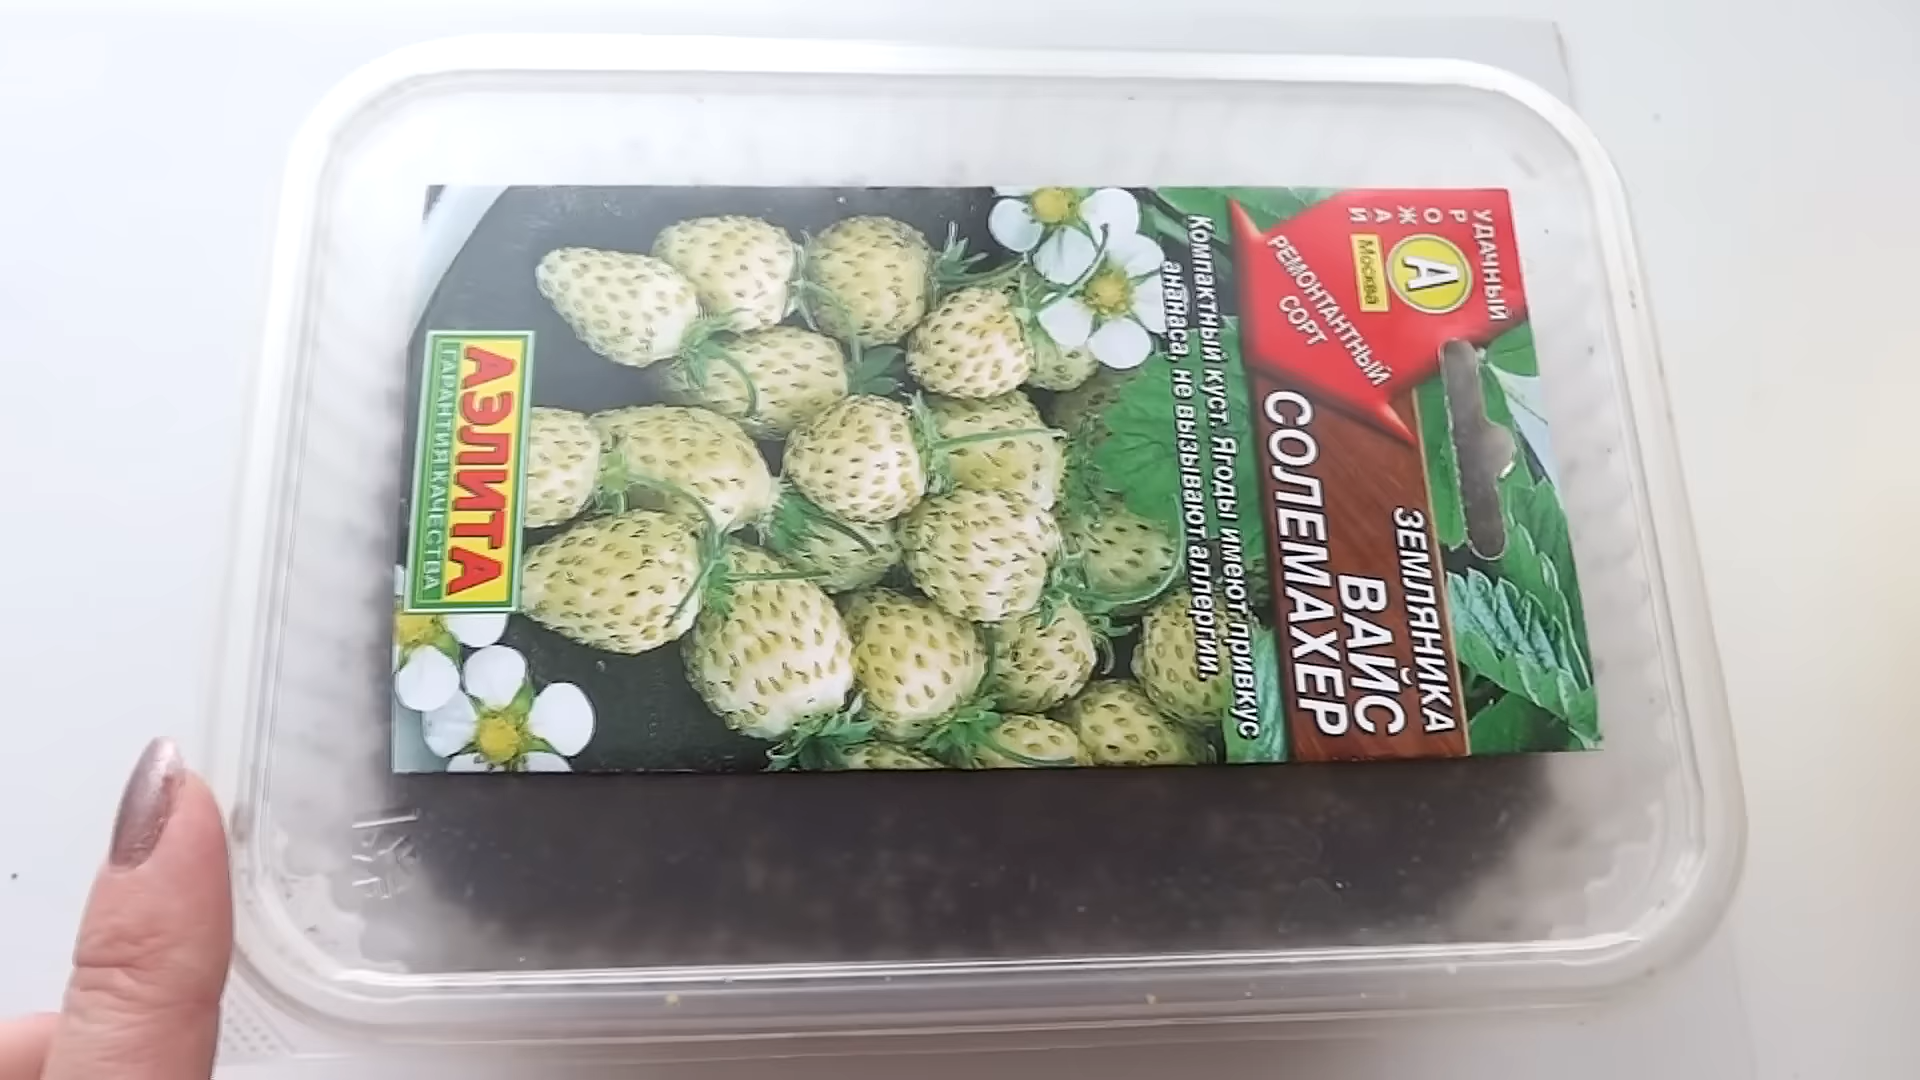 УДАЧНЫЙ
УРОЖАЙ
А
Москва
РЕМОНТАНТНЫЙ
СОРТ
ЗЕМЛЯНИКА
ВАЙС
СОЛЕМАХЕР
Компактный куст. Ягоды имеют привкус
ананаса, не вызывают аллергии.
АЭЛИТА
ГАРАНТИЯ КАЧЕСТВА